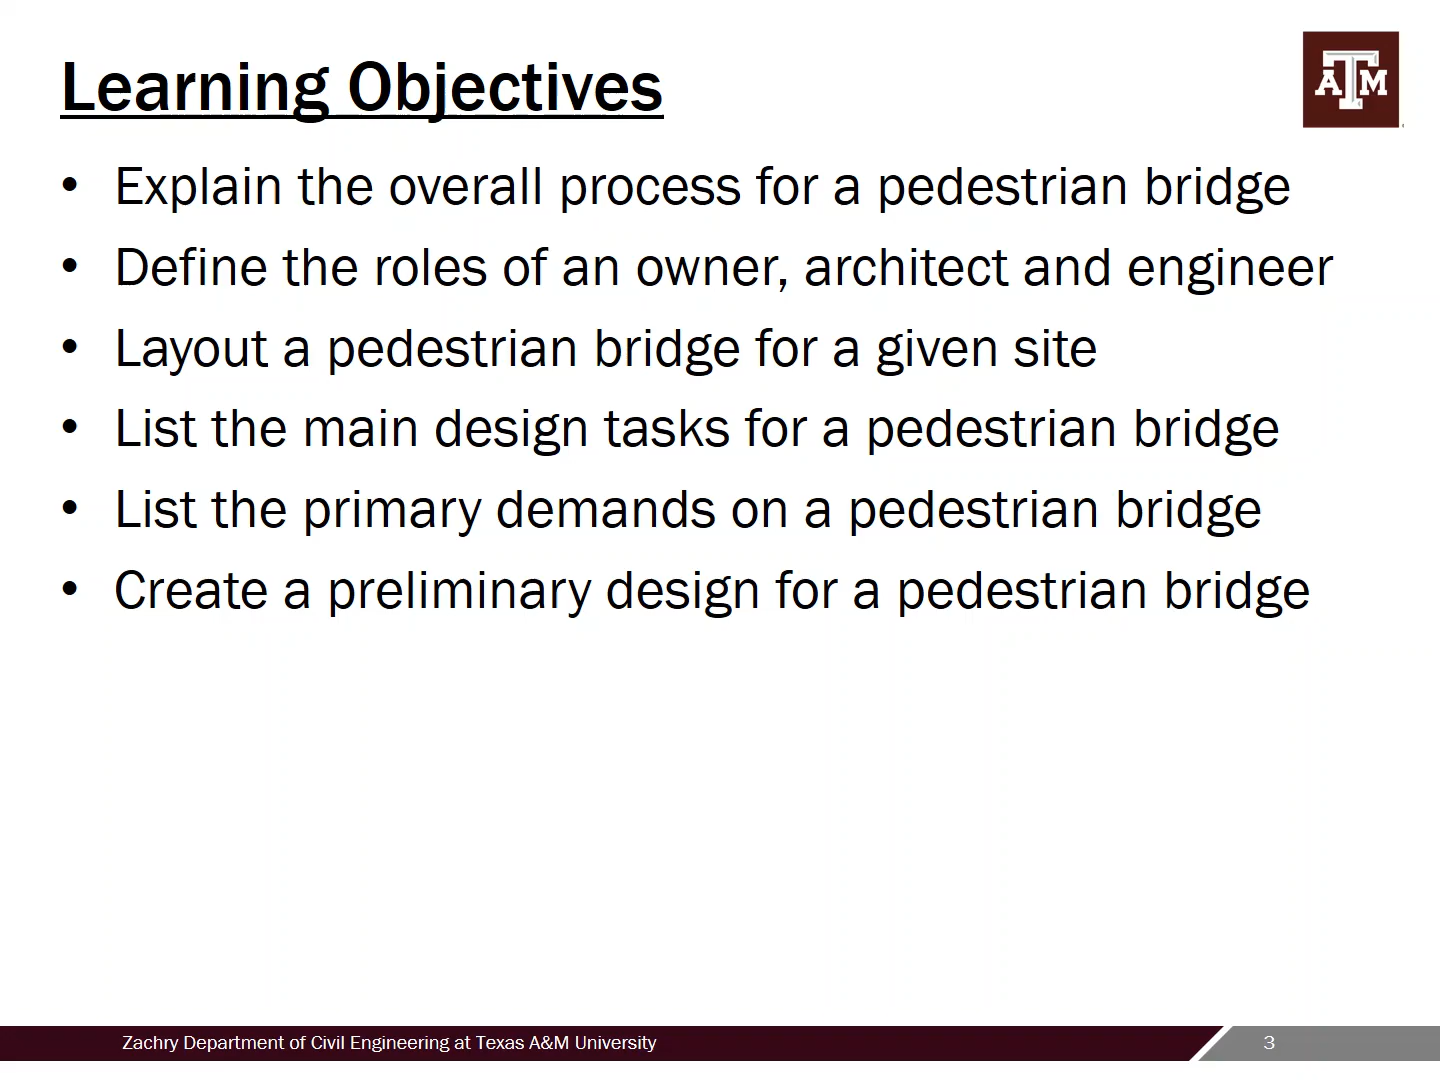 Learning Objectives
ATM
• Explain the overall process for a pedestrian bridge
• Define the roles of an owner, architect and engineer
• Layout a pedestrian bridge for a given site
• List the main design tasks for a pedestrian bridge
• List the primary demands on a pedestrian bridge
• Create a preliminary design for a pedestrian bridge
Zachry Department of Civil Engineering at Texas A&M University
3